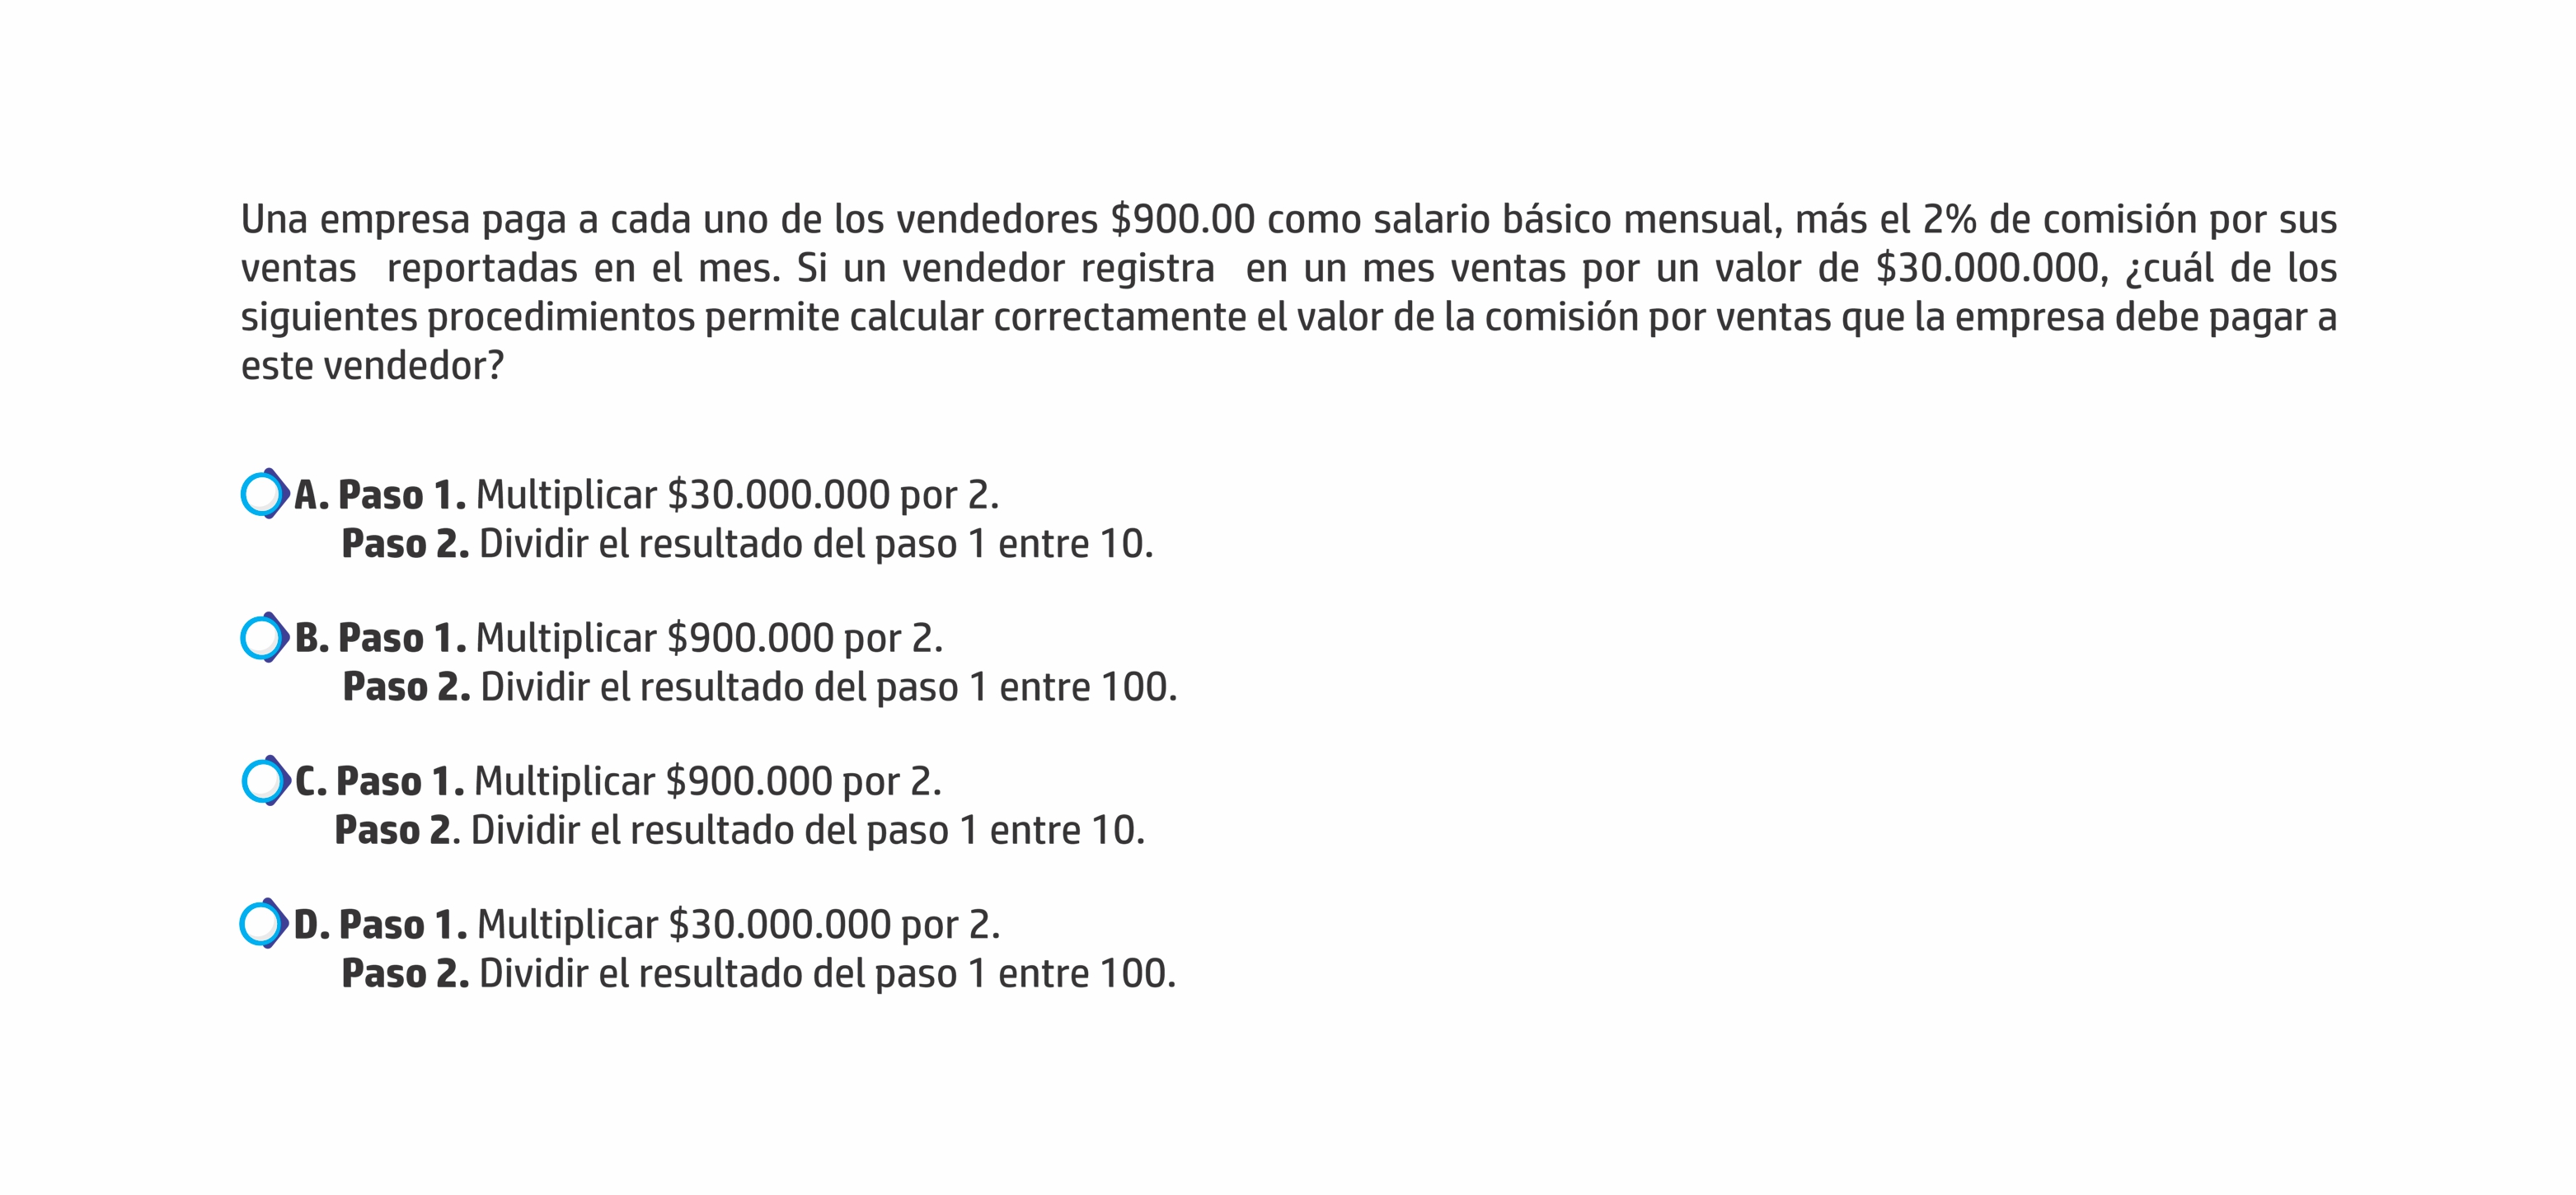 Una empresa paga a cada uno de los vendedores $900.00 como salario básico mensual, más el 2% de comisión por sus
ventas reportadas en el mes. Si un vendedor registra en un mes ventas por un valor de $30.000.000, ¿cuál de los
siguientes procedimientos permite calcular correctamente el valor de la comisión por ventas que la empresa debe pagar a
este vendedor?
A. Paso 1. Multiplicar $30.000.000 por 2.
Paso 2. Dividir el resultado del paso 1 entre 10.
B. Paso 1. Multiplicar $900.000 por 2.
Paso 2. Dividir el resultado del paso 1 entre 100.
C. Paso 1. Multiplicar $900.000 por 2.
Paso 2. Dividir el resultado del paso 1 entre 10.
D. Paso 1. Multiplicar $30.000.000 por 2.
Paso 2. Dividir el resultado del paso 1 entre 100.